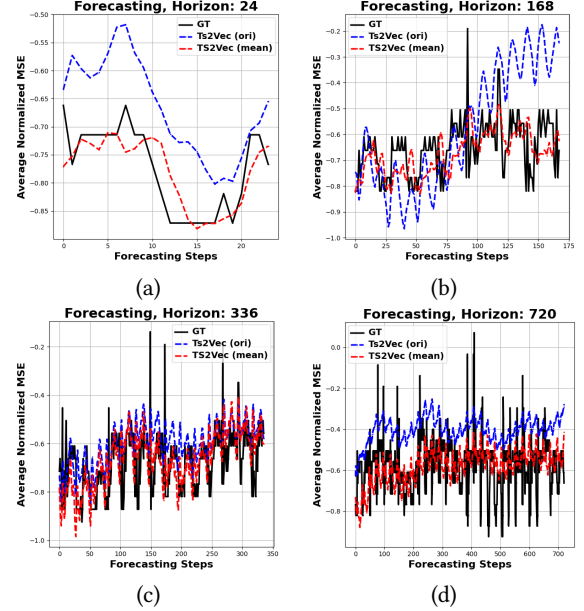 Forecasting, Horizon: 24
GT
Ts2Vec (ori)
TS2Vec (mean)
Average Normalized MSE
−0.50
−0.55
−0.60
−0.65
−0.70
−0.75
−0.80
−0.85
0 5 10 15 20
Forecasting Steps
(a)
Forecasting, Horizon: 168
GT
Ts2Vec (ori)
TS2Vec (mean)
Average Normalized MSE
−0.2
−0.3
−0.4
−0.5
−0.6
−0.7
−0.8
−0.9
−1.0
0 25 50 75 100 125 150 175
Forecasting Steps
(b)
Forecasting, Horizon: 336
GT
Ts2Vec (ori)
TS2Vec (mean)
Average Normalized MSE
−0.2
−0.4
−0.6
−0.8
−1.0
0 50 100 150 200 250 300 350
Forecasting Steps
(c)
Forecasting, Horizon: 720
GT
Ts2Vec (ori)
TS2Vec (mean)
Average Normalized MSE
0.0
−0.2
−0.4
−0.6
−0.8
0 100 200 300 400 500 600 700
Forecasting Steps
(d)